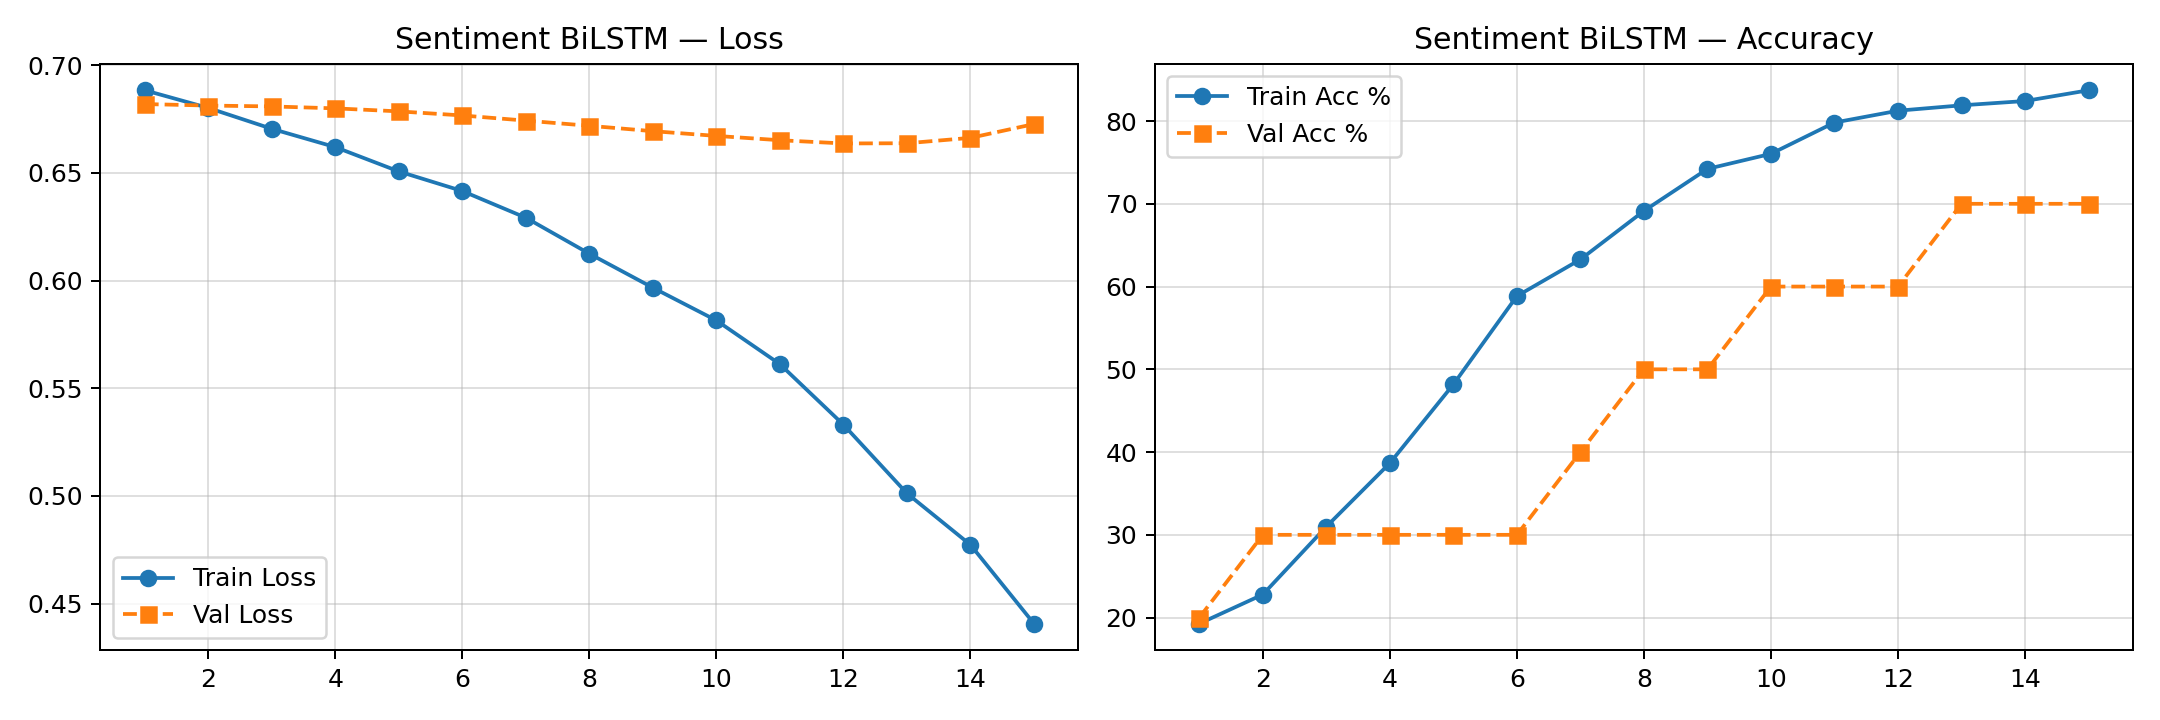 Sentiment BiLSTM — Loss
0.70
0.65
0.60
0.55
0.50
0.45
Train Loss
Val Loss
2 4 6 8 10 12 14
Sentiment BiLSTM — Accuracy
Train Acc %
Val Acc %
80
70
60
50
40
30
20
2 4 6 8 10 12 14